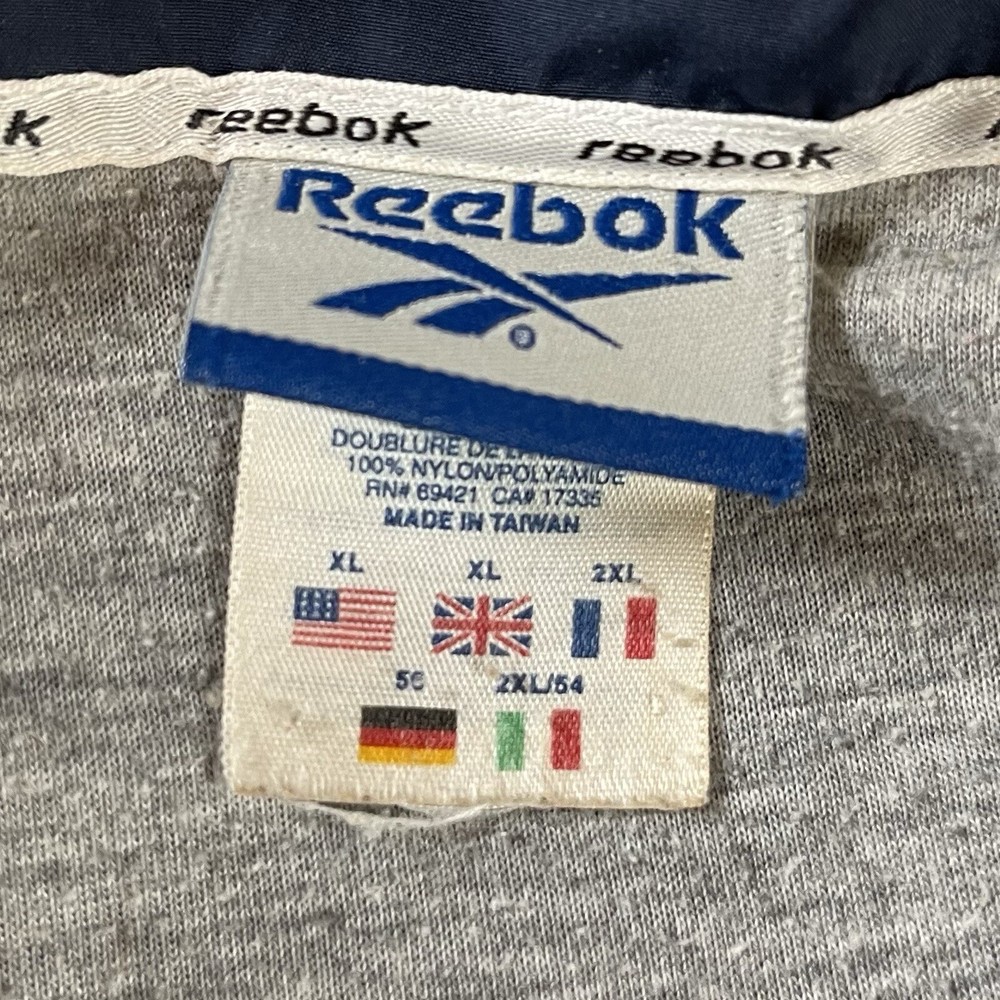 k reebok reebok
Reebok
®
DOUBLURE DE
100% NYLON/POLYAMIDE
RN# 69421 CA# 17335
MADE IN TAIWAN
XL XL 2XL
56 2XL/54